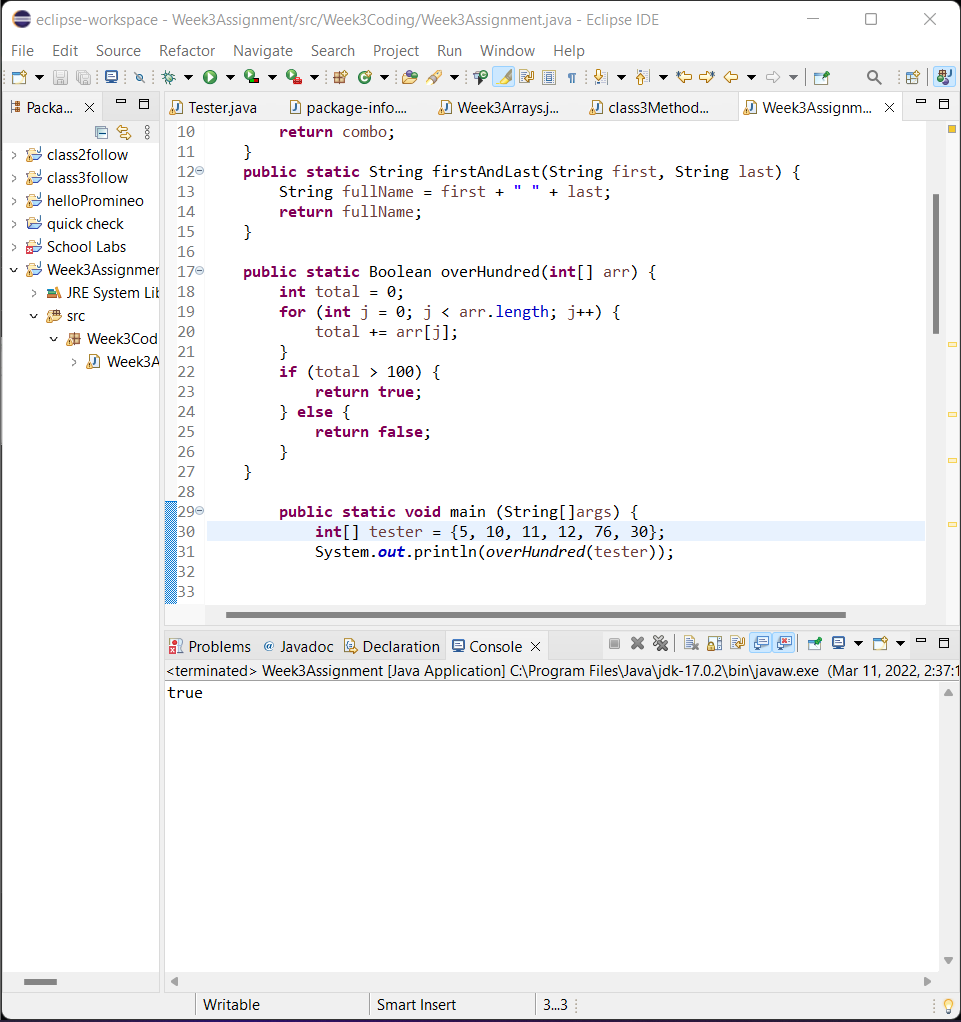 eclipse-workspace - Week3Assignment/src/Week3Coding/Week3Assignment.java - Eclipse IDE
File Edit Source Refactor Navigate Search Project Run Window Help
Packa...
Tester.java package-info.... Week3Arrays.j... class3Method... Week3Assignm...
class2follow
class3follow
helloPromineo
quick check
School Labs
Week3Assignmer
JRE System Lib
src
Week3Cod
Week3A
10 return combo;
11 }
12 public static String firstAndLast(String first, String last) {
13 String fullName = first + " " + last;
14 return fullName;
15 }
16
17 public static Boolean overHundred(int[] arr) {
18 int total = 0;
19 for (int j = 0; j < arr.length; j++) {
20 total += arr[j];
21 }
22 if (total > 100) {
23 return true;
24 } else {
25 return false;
26 }
27 }
28
29 public static void main (String[]args) {
30 int[] tester = {5, 10, 11, 12, 76, 30};
31 System.out.println(overHundred(tester));
32
33
Problems @ Javadoc Declaration Console
<terminated> Week3Assignment [Java Application] C:\Program Files\Java\jdk-17.0.2\bin\javaw.exe (Mar 11, 2022, 2:37:1
true
Writable Smart Insert 3...3